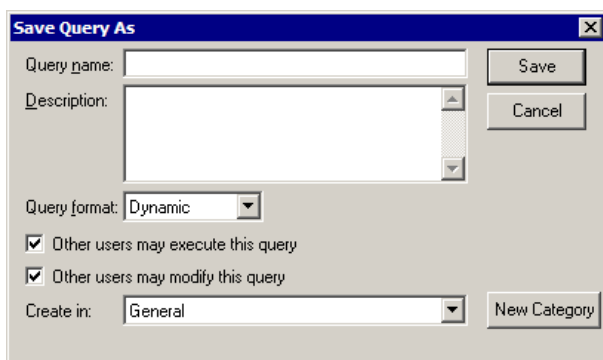 Save Query As
Query name:
Save
Description:
Cancel
Query format: Dynamic
Other users may execute this query
Other users may modify this query
Create in: General
New Category